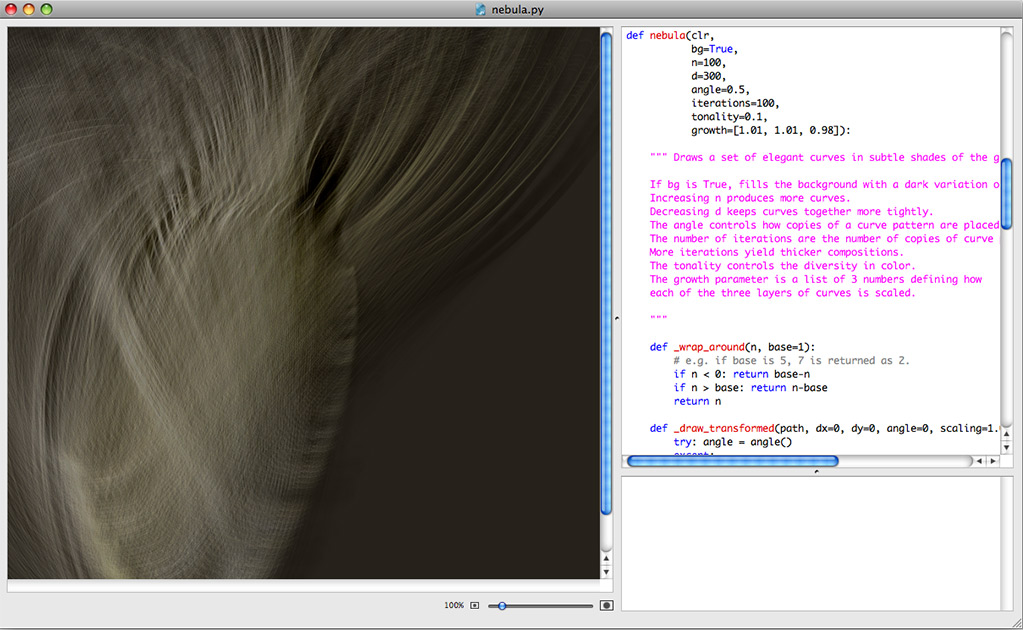 nebula.py
def nebula(clr,
bg=True,
n=100,
d=300,
angle=0.5,
iterations=100,
tonality=0.1,
growth=[1.01, 1.01, 0.98]):
""" Draws a set of elegant curves in subtle shades of the g
If bg is True, fills the background with a dark variation o
Increasing n produces more curves.
Decreasing d keeps curves together more tightly.
The angle controls how copies of a curve pattern are placed
The number of iterations are the number of copies of curve
More iterations yield thicker compositions.
The tonality controls the diversity in color.
The growth parameter is a list of 3 numbers defining how
each of the three layers of curves is scaled.
"""
def _wrap_around(n, base=1):
# e.g. if base is 5, 7 is returned as 2.
if n < 0: return base-n
if n > base: return n-base
return n
def _draw_transformed(path, dx=0, dy=0, angle=0, scaling=1.
try: angle = angle()
except:
100%